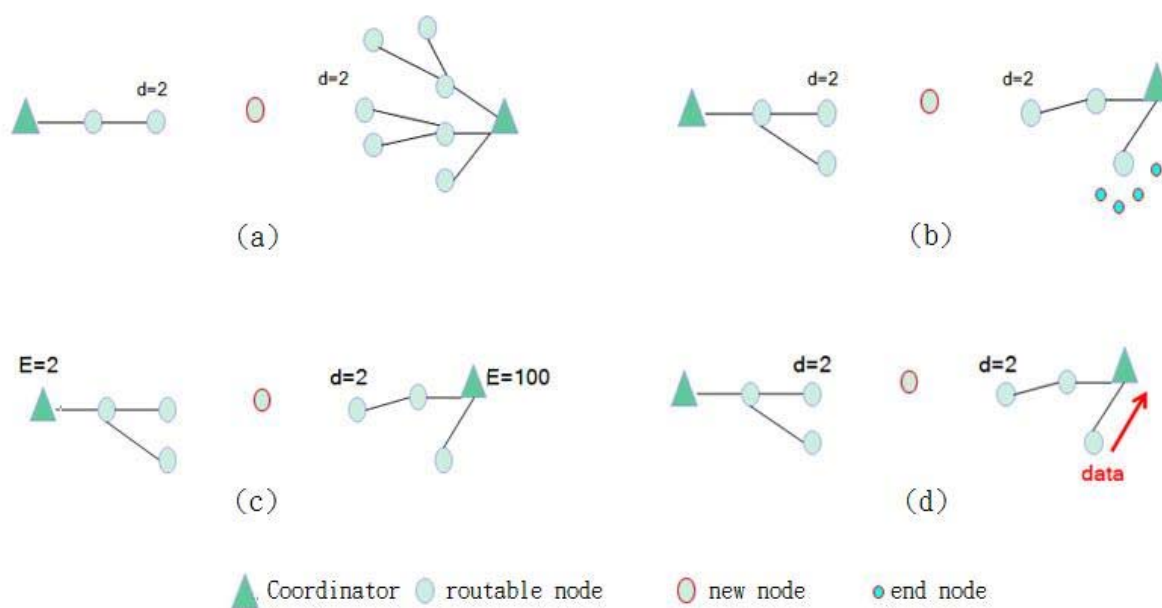 d=2
d=2
(a)
d=2
d=2
(b)
E=2
d=2
E=100
(c)
d=2
d=2
data
(d)
Coordinator routable node new node end node